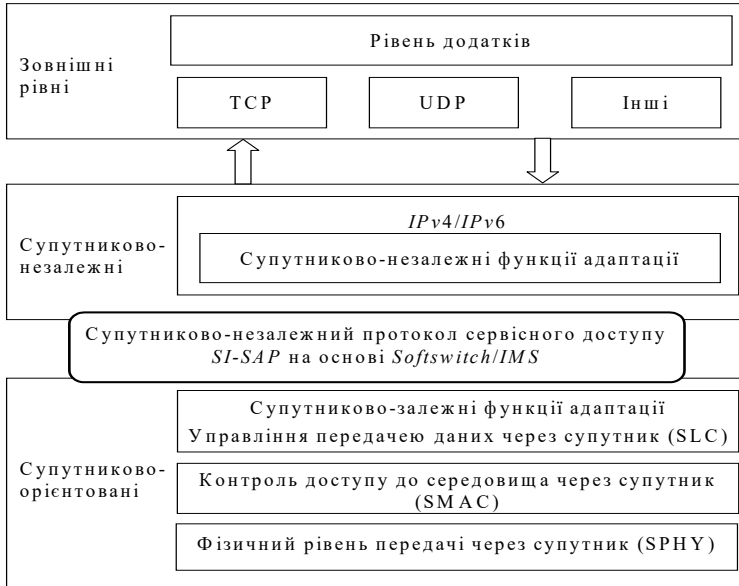 Зовнішні
рівні
Рівень додатків
TCP
UDP
Інші
Супутниково-
незалежні
IPv4/IPv6
Супутниково-незалежні функції адаптації
Супутниково-незалежний протокол сервісного доступу
SI-SAP на основі Softswitch/IMS
Супутниково-
орієнтовані
Супутниково-залежні функції адаптації
Управління передачею даних через супутник (SLC)
Контроль доступу до середовища через супутник
(SMAC)
Фізичний рівень передачі через супутник (SPHY)